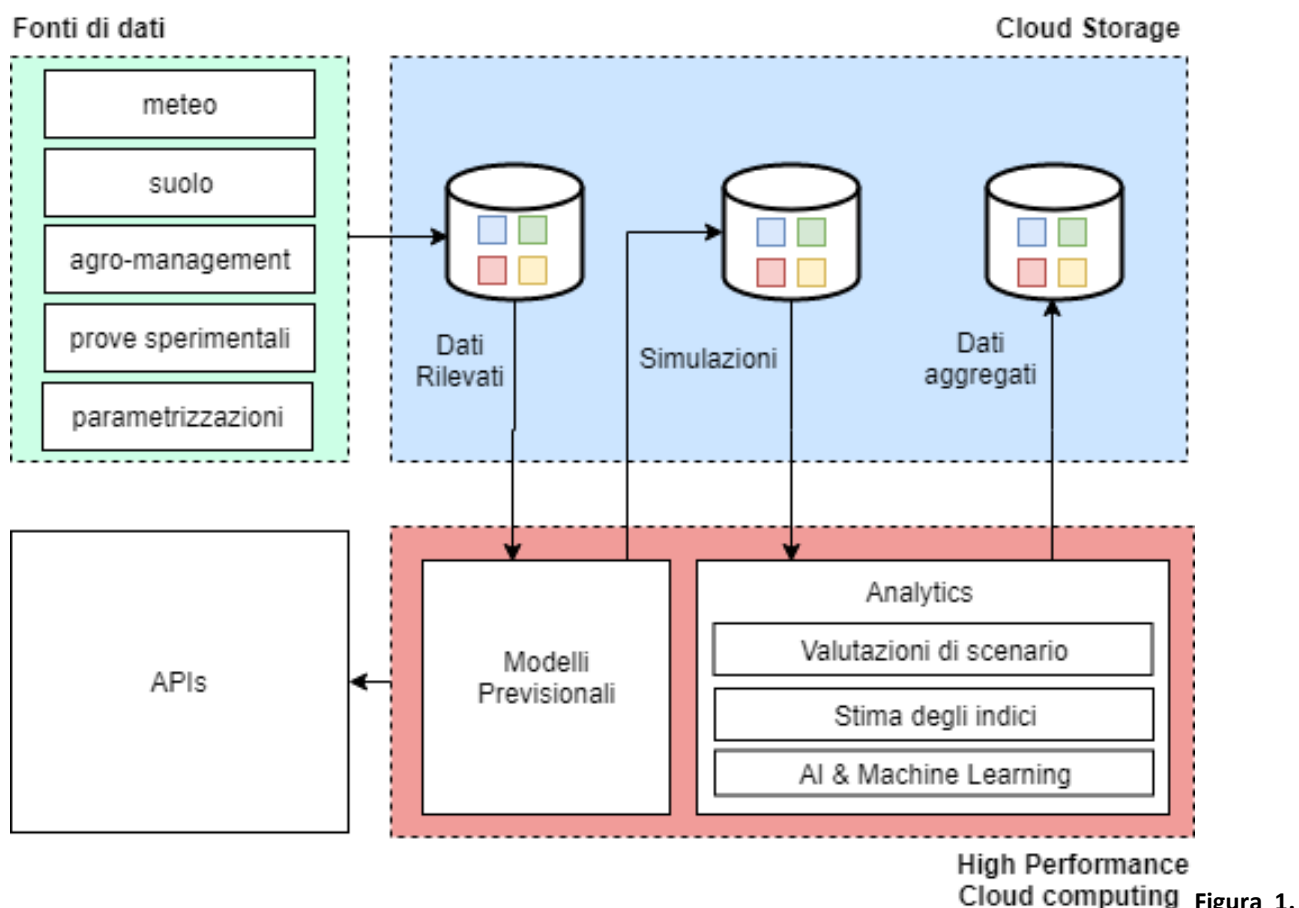 Fonti di dati
Cloud Storage
meteo
suolo
agro-management
prove sperimentali
parametrizzazioni
Dati
Rilevati
Simulazioni
Dati
aggregati
APIs
Modelli
Previsionali
Analytics
Valutazioni di scenario
Stima degli indici
AI & Machine Learning
High Performance
Cloud computing
Figura 1.